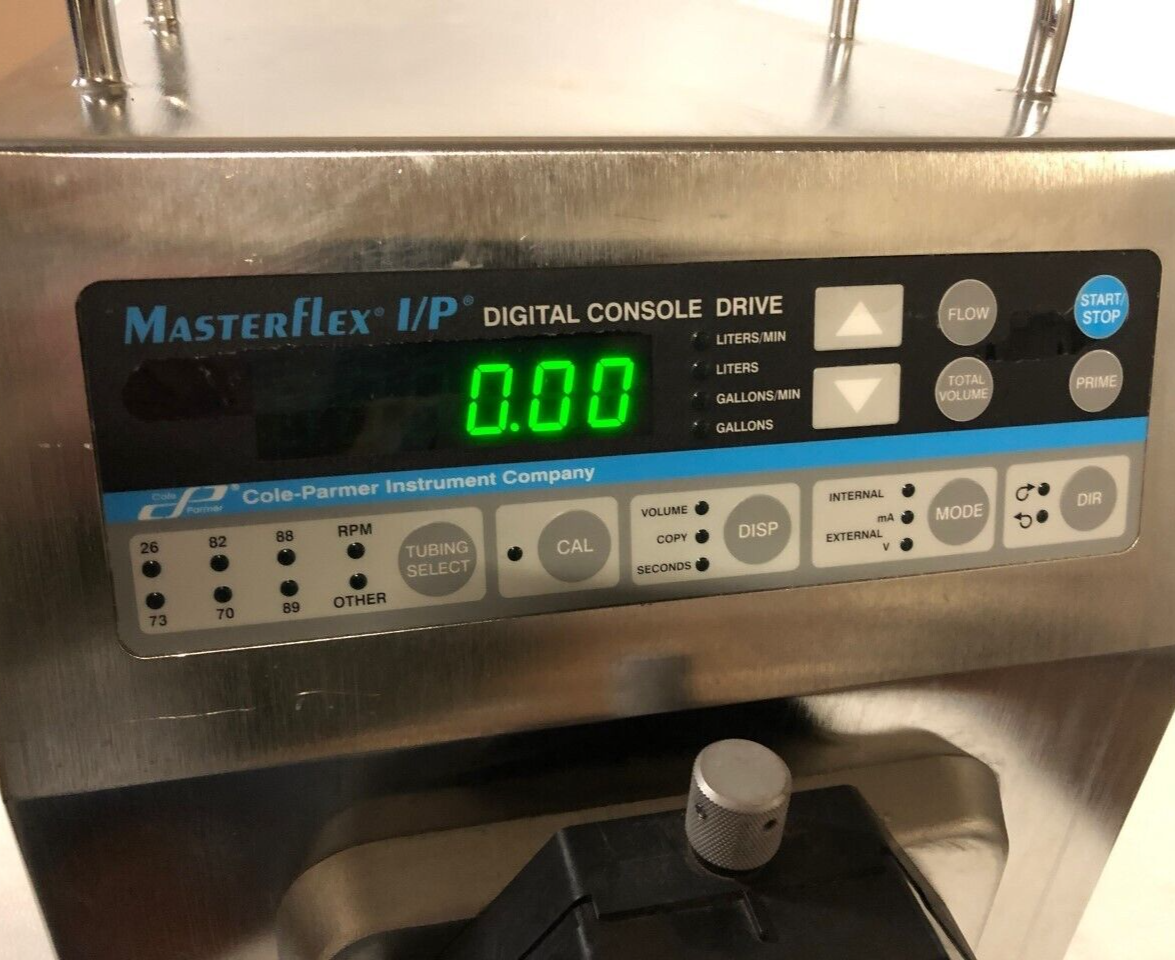 MASTERFLEX® I/P® DIGITAL CONSOLE DRIVE
0.00
LITERS/MIN
LITERS
GALLONS/MIN
GALLONS
FLOW
START/
STOP
TOTAL
VOLUME
PRIME
Cole
Parmer
® Cole-Parmer Instrument Company
26 82 88 RPM
73 70 89 OTHER
TUBING
SELECT
CAL
VOLUME
COPY
SECONDS
DISP
INTERNAL
mA
EXTERNAL
V
MODE
DIR